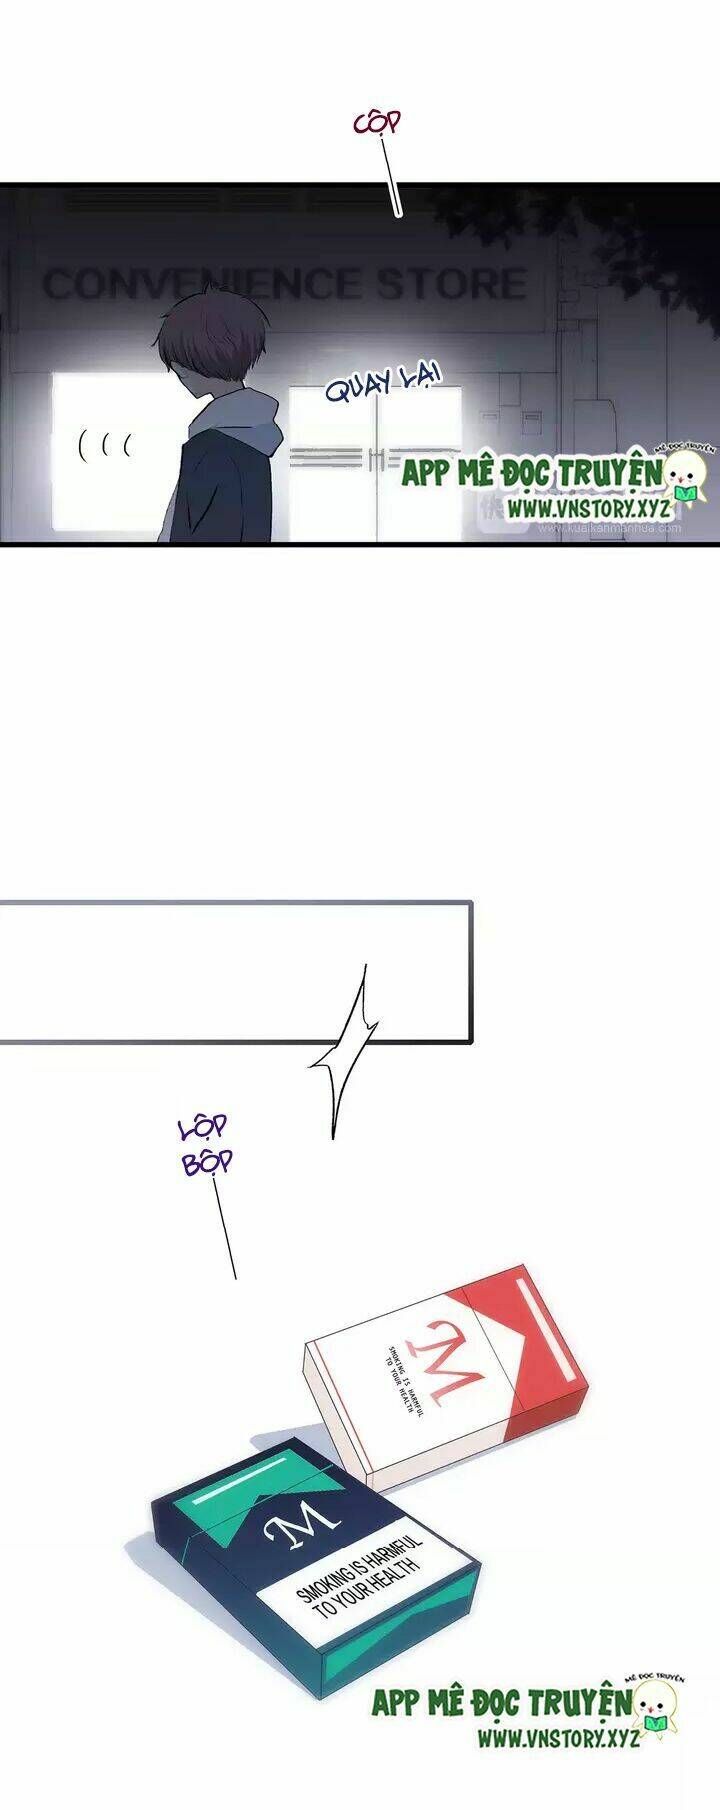 CỘP
CONVENIENCE STORE
QUAY LẠI
MÊ ĐỌC TRUYỆN
APP MÊ ĐỌC TRUYỆN
WWW.VNSTORY.XYZ
www.kuaikanmanhua.com
LỘP
BỘP
M
SMOKING IS HARMFUL
TO YOUR HEALTH
M
SMOKING IS HARMFUL
TO YOUR HEALTH
MÊ ĐỌC TRUYỆN
APP MÊ ĐỌC TRUYỆN
WWW.VNSTORY.XYZ